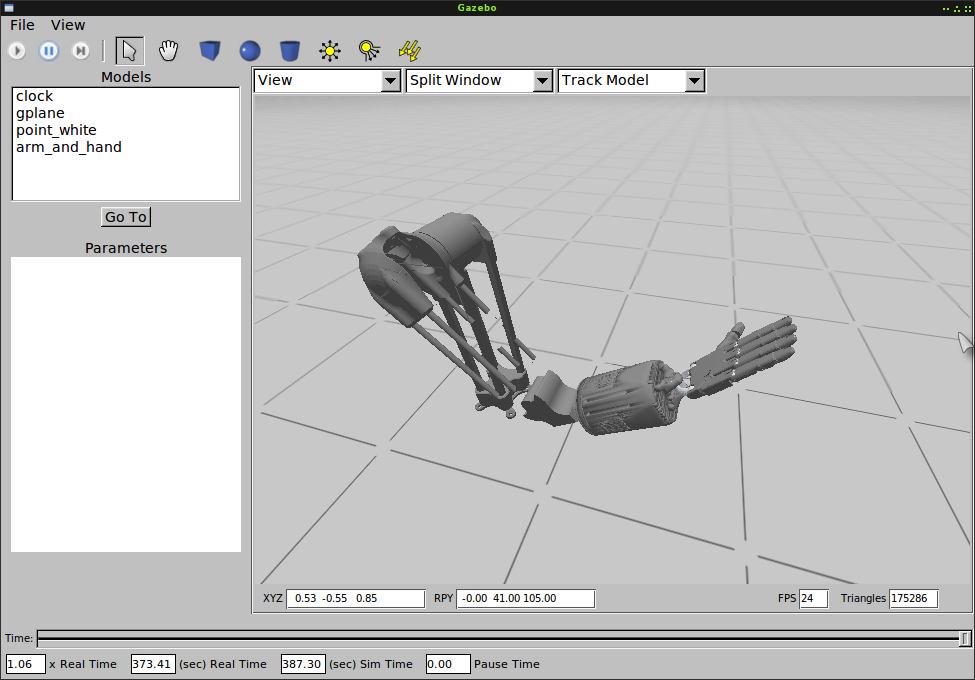 Gazebo
File View
Models
clock
gplane
point_white
arm_and_hand
Go To
Parameters
View Split Window Track Model
XYZ 0.53 -0.55 0.85 RPY -0.00 41.00 105.00 FPS 24 Triangles 175286
Time:
1.06 x Real Time 373.41 (sec) Real Time 387.30 (sec) Sim Time 0.00 Pause Time